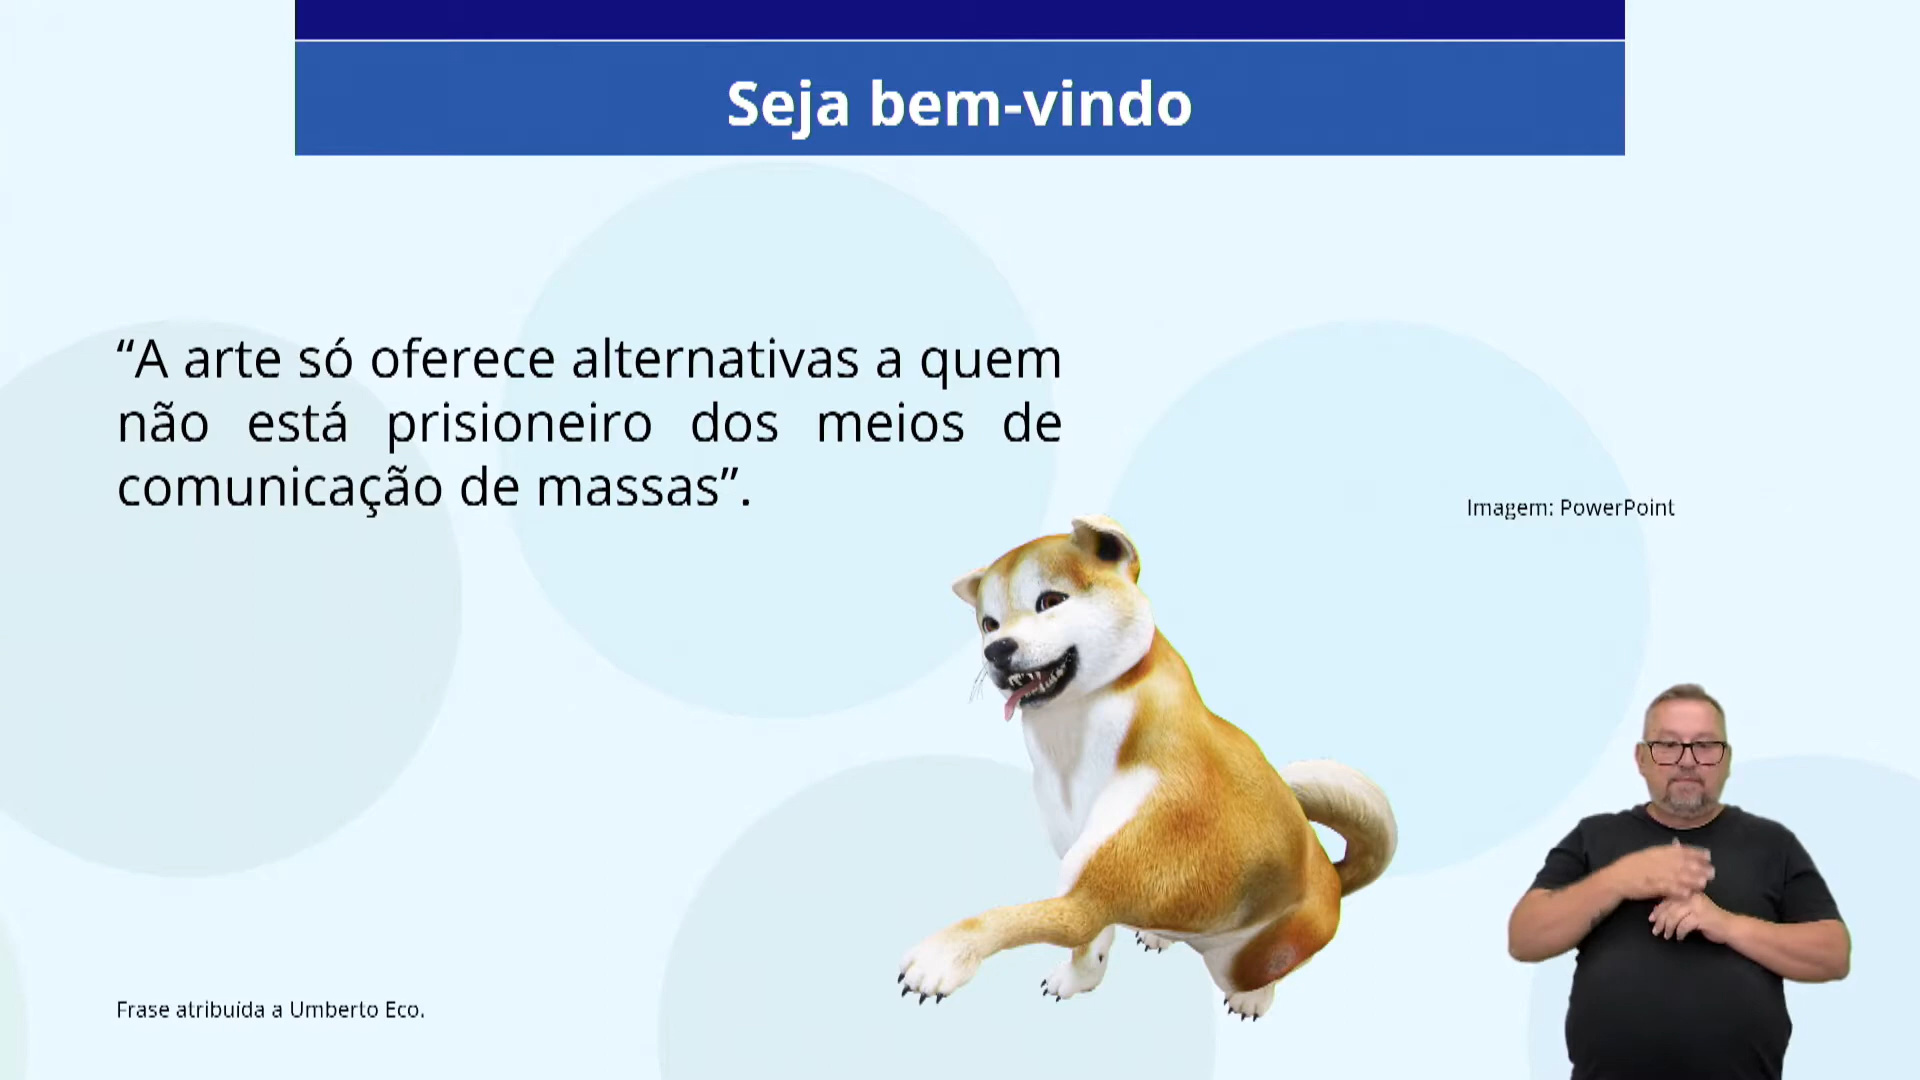 Seja bem-vindo
“A arte só oferece alternativas a quem
não está prisioneiro dos meios de
comunicação de massas”.
Imagem: PowerPoint
Frase atribuída a Umberto Eco.